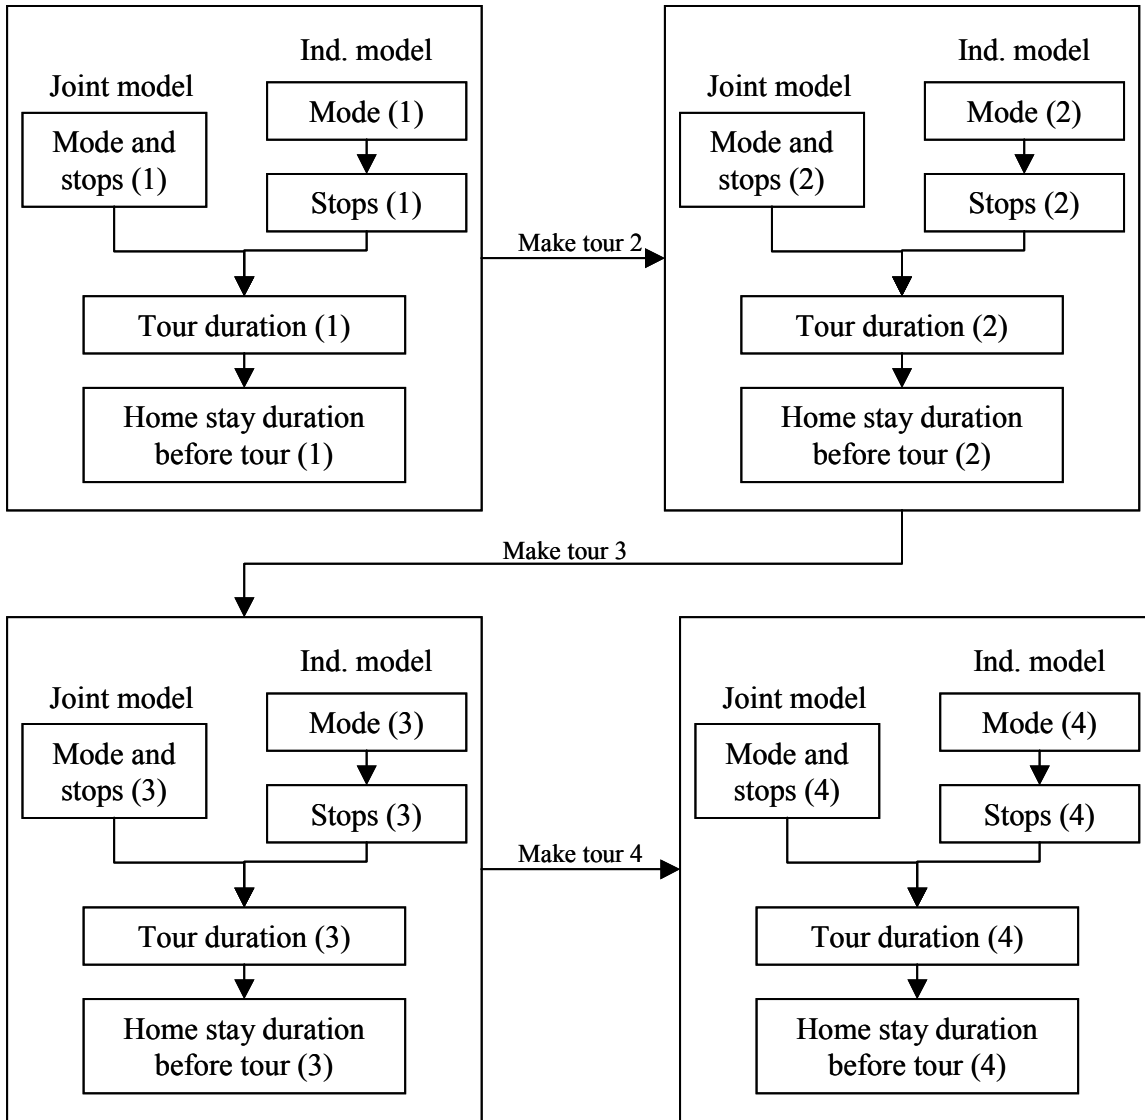 Ind. model
Joint model
Mode (1)
Mode and
stops (1)
Stops (1)
Tour duration (1)
Home stay duration
before tour (1)
Make tour 2
Ind. model
Joint model
Mode (2)
Mode and
stops (2)
Stops (2)
Tour duration (2)
Home stay duration
before tour (2)
Make tour 3
Ind. model
Joint model
Mode (3)
Mode and
stops (3)
Stops (3)
Tour duration (3)
Home stay duration
before tour (3)
Make tour 4
Ind. model
Joint model
Mode (4)
Mode and
stops (4)
Stops (4)
Tour duration (4)
Home stay duration
before tour (4)